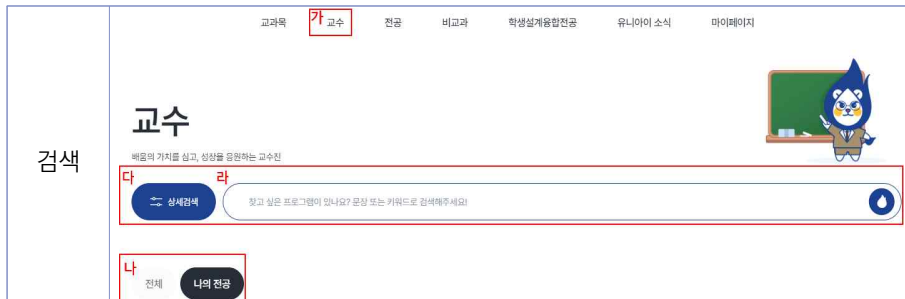 교과목 가 교수 전공 비교과 학생설계융합전공 유니아이 소식 마이페이지
검색
교수
배움의 가치를 심고, 성장을 응원하는 교수진
다 라
상세검색 찾고 싶은 프로그램이 있나요? 문장 또는 키워드로 검색해주세요!
나
전체 나의 전공